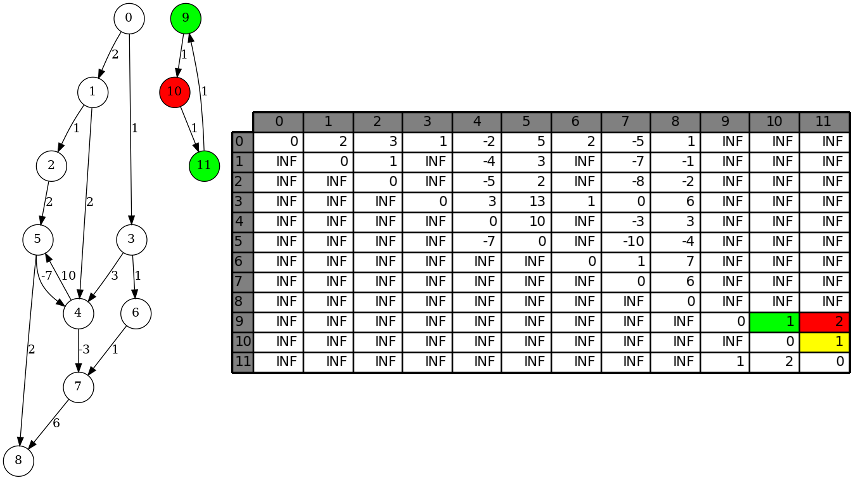 0 9
2 1
1 10
1 1 1 1
2 11
2 2
5 3
-7 10 3 1
4 6
2 -3 1
7
6
8
0 1 2 3 4 5 6 7 8 9 10 11
0 0 2 3 1 -2 5 2 -5 1 INF INF INF
1 INF 0 1 INF -4 3 INF -7 -1 INF INF INF
2 INF INF 0 INF -5 2 INF -8 -2 INF INF INF
3 INF INF INF 0 3 13 1 0 6 INF INF INF
4 INF INF INF INF 0 10 INF -3 3 INF INF INF
5 INF INF INF INF -7 0 INF -10 -4 INF INF INF
6 INF INF INF INF INF INF 0 1 7 INF INF INF
7 INF INF INF INF INF INF INF 0 6 INF INF INF
8 INF INF INF INF INF INF INF INF 0 INF INF INF
9 INF INF INF INF INF INF INF INF INF 0 1 2
10 INF INF INF INF INF INF INF INF INF INF 0 1
11 INF INF INF INF INF INF INF INF INF 1 2 0